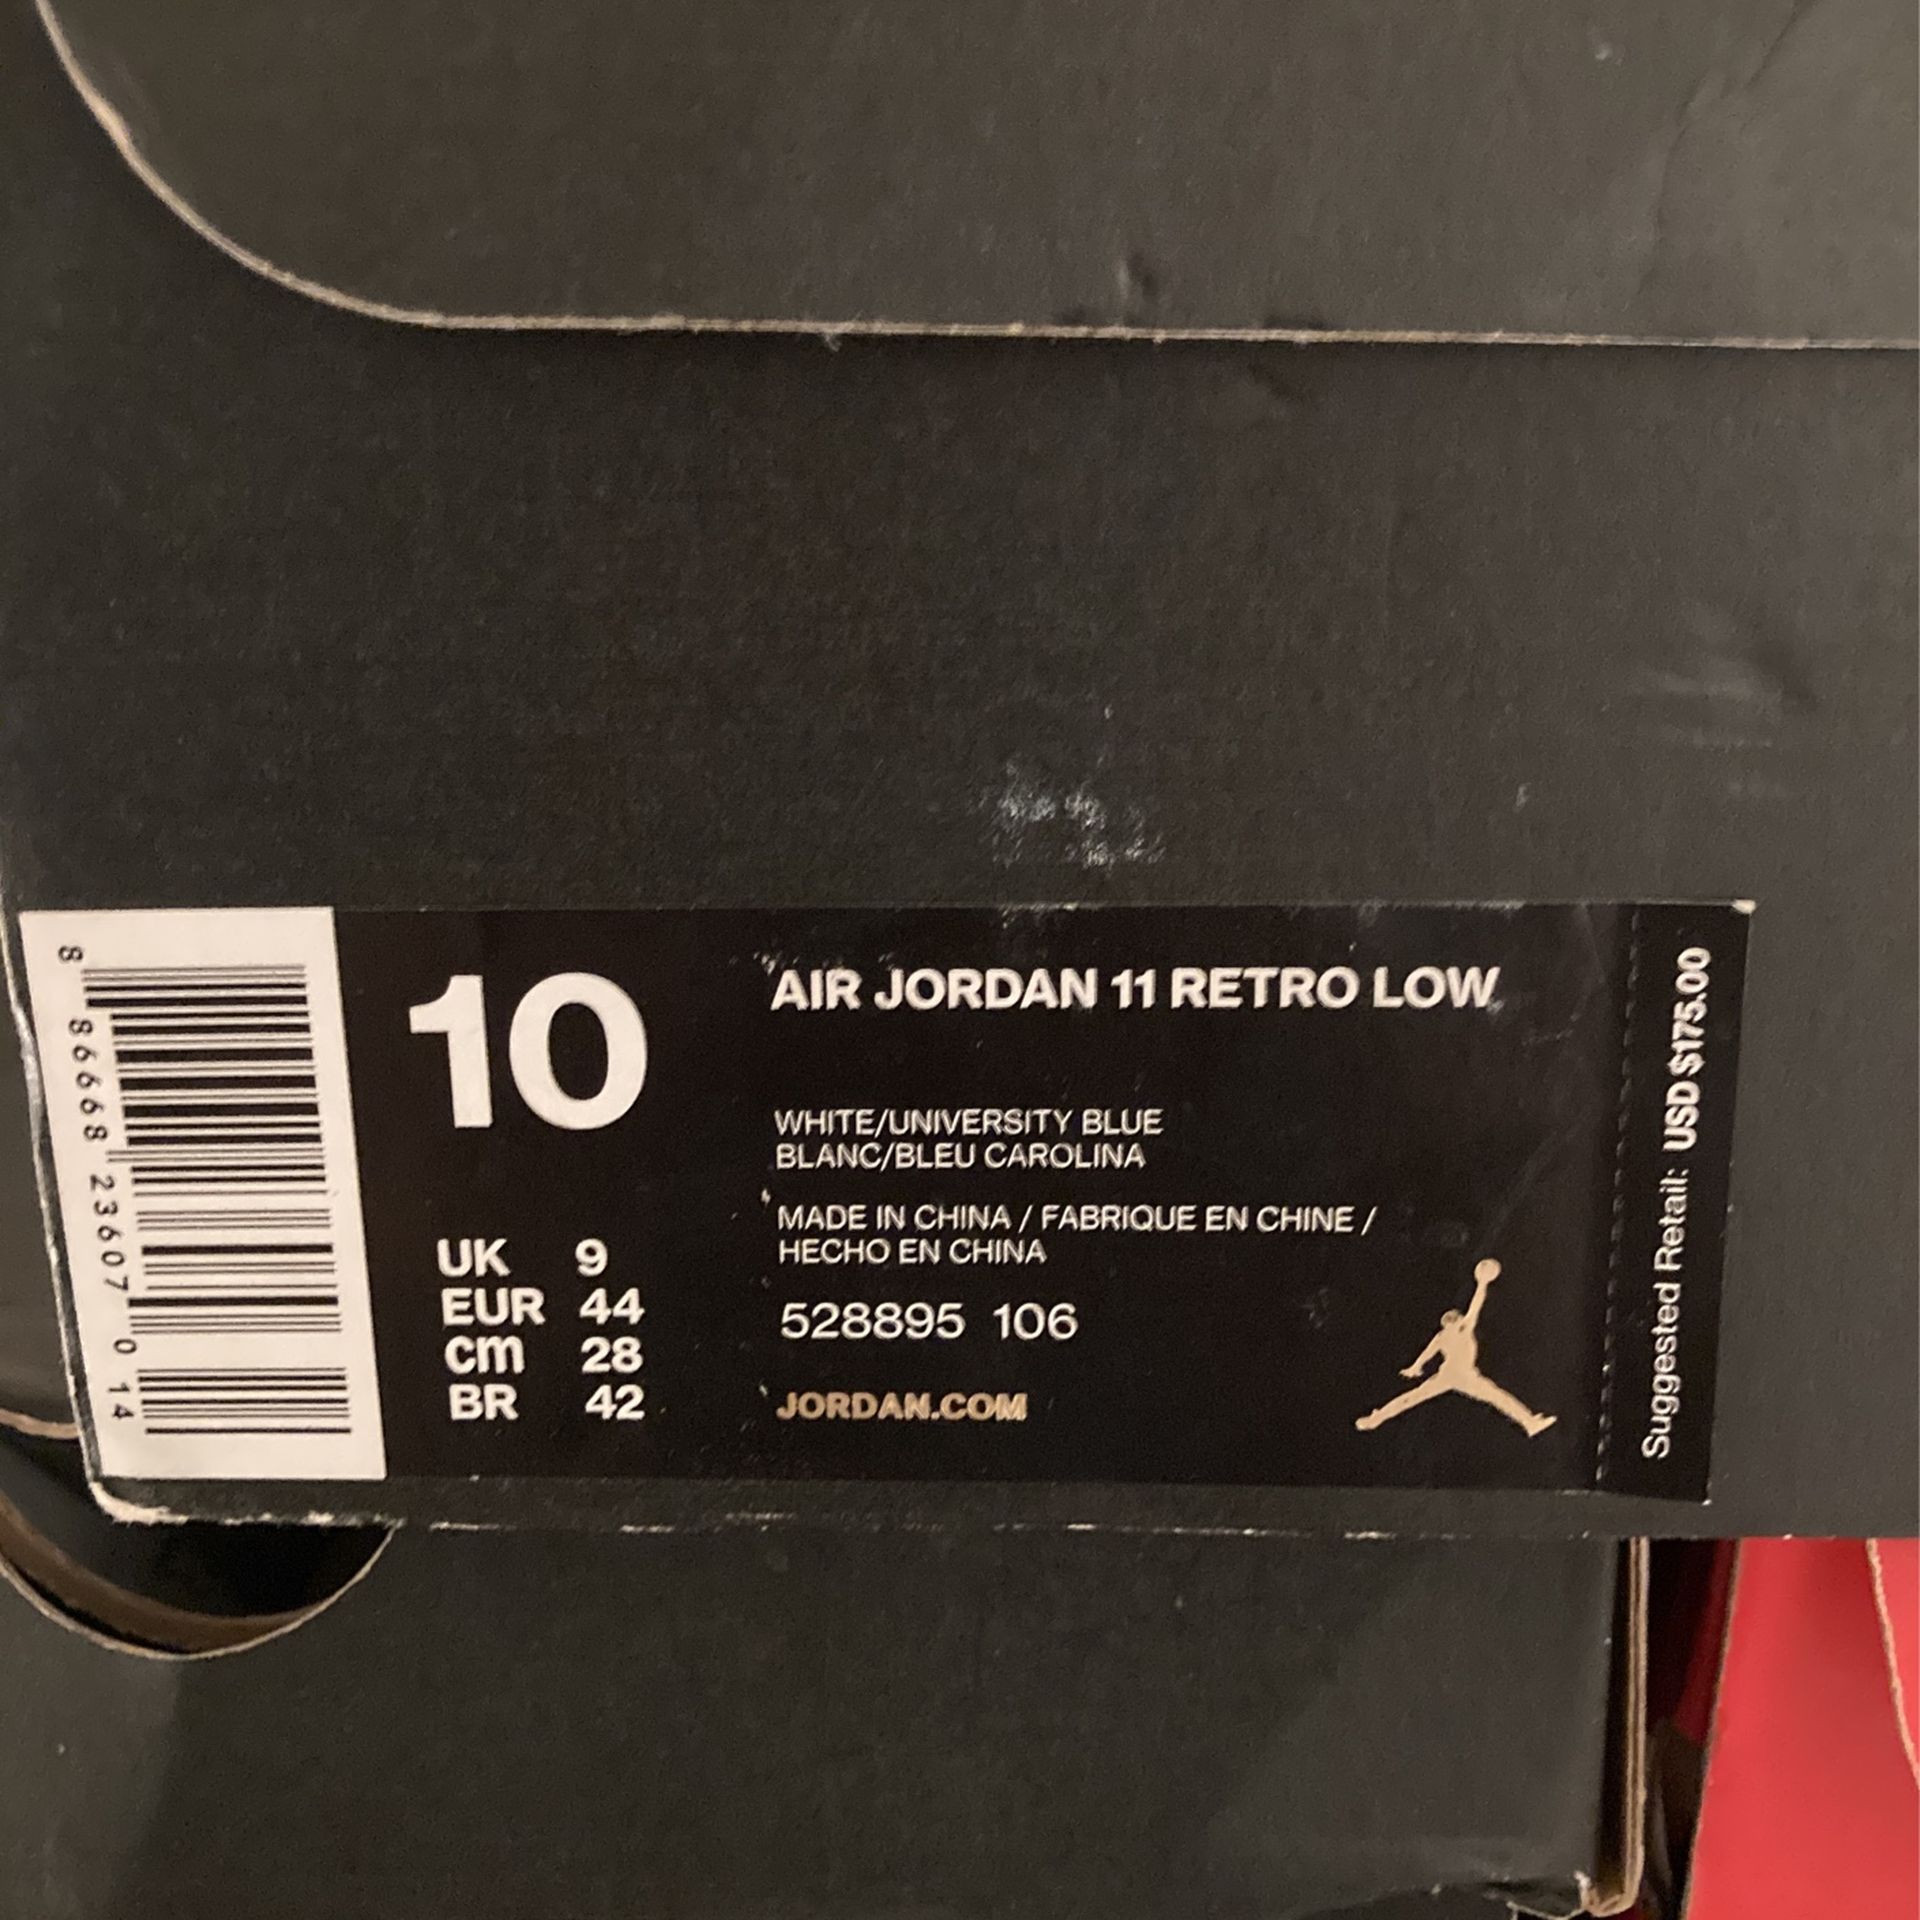 8 86668 23607 0 14
10
UK 9
EUR 44
cm 28
BR 42
AIR JORDAN 11 RETRO LOW
WHITE/UNIVERSITY BLUE
BLANC/BLEU CAROLINA
MADE IN CHINA / FABRIQUE EN CHINE /
HECHO EN CHINA
528895 106
JORDAN.COM
Suggested Retail: USD $175.00